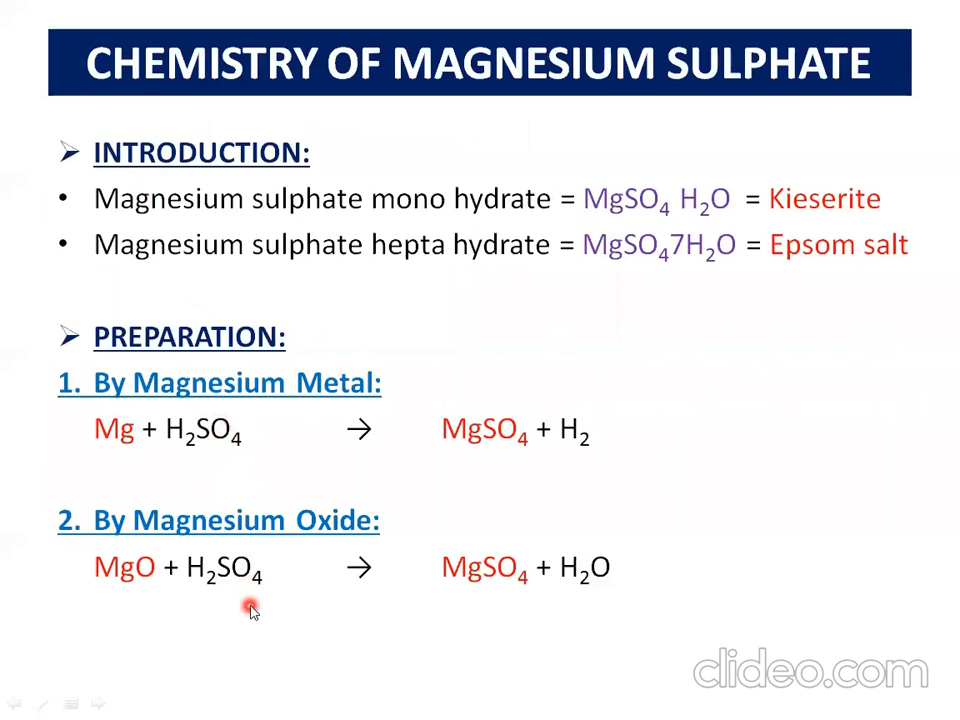 CHEMISTRY OF MAGNESIUM SULPHATE
➢ INTRODUCTION:
• Magnesium sulphate mono hydrate = MgSO₄ H₂O = Kieserite
• Magnesium sulphate hepta hydrate = MgSO₄7H₂O = Epsom salt
➢ PREPARATION:
1. By Magnesium Metal:
Mg + H₂SO₄ → MgSO₄ + H₂
2. By Magnesium Oxide:
MgO + H₂SO₄ → MgSO₄ + H₂O
clideo.com